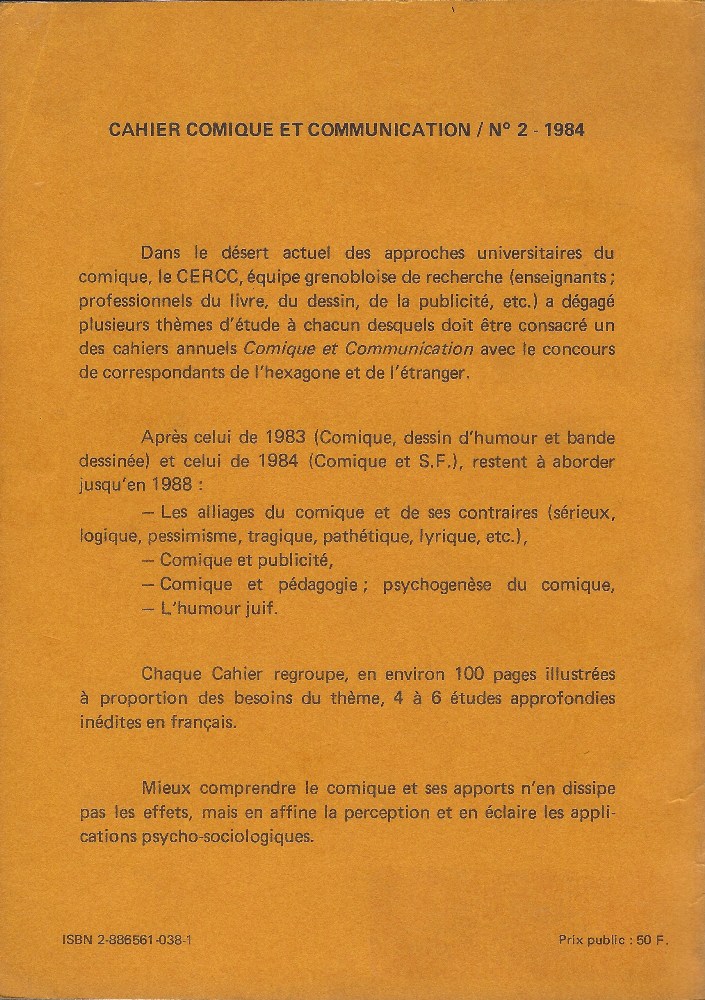 CAHIER COMIQUE ET COMMUNICATION / N° 2 - 1984
Dans le désert actuel des approches universitaires du
comique, le CERCC, équipe grenobloise de recherche (enseignants ;
professionnels du livre, du dessin, de la publicité, etc.) a dégagé
plusieurs thèmes d'étude à chacun desquels doit être consacré un
des cahiers annuels Comique et Communication avec le concours
de correspondants de l'hexagone et de l'étranger.
Après celui de 1983 (Comique, dessin d'humour et bande
dessinée) et celui de 1984 (Comique et S.F.), restent à aborder
jusqu'en 1988 :
— Les alliages du comique et de ses contraires (sérieux,
logique, pessimisme, tragique, pathétique, lyrique, etc.),
— Comique et publicité,
— Comique et pédagogie ; psychogenèse du comique,
— L'humour juif.
Chaque Cahier regroupe, en environ 100 pages illustrées
à proportion des besoins du thème, 4 à 6 études approfondies
inédites en français.
Mieux comprendre le comique et ses apports n'en dissipe
pas les effets, mais en affine la perception et en éclaire les appli-
cations psycho-sociologiques.
ISBN 2-886561-038-1
Prix public : 50 F.